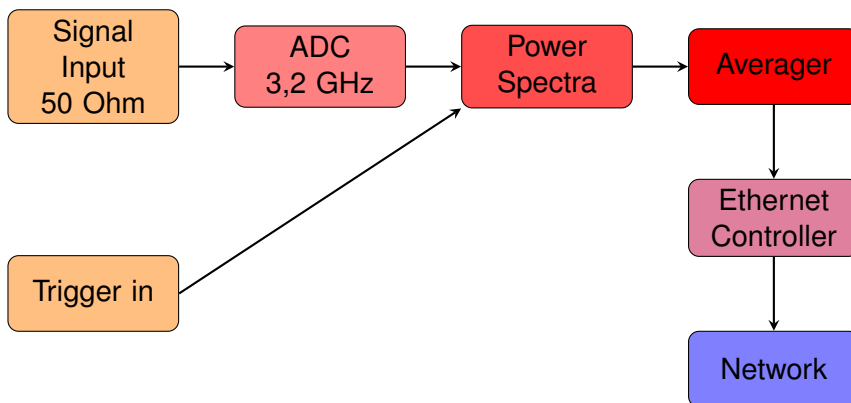 Signal
Input
50 Ohm
ADC
3,2 GHz
Power
Spectra
Averager
Ethernet
Controller
Trigger in
Network